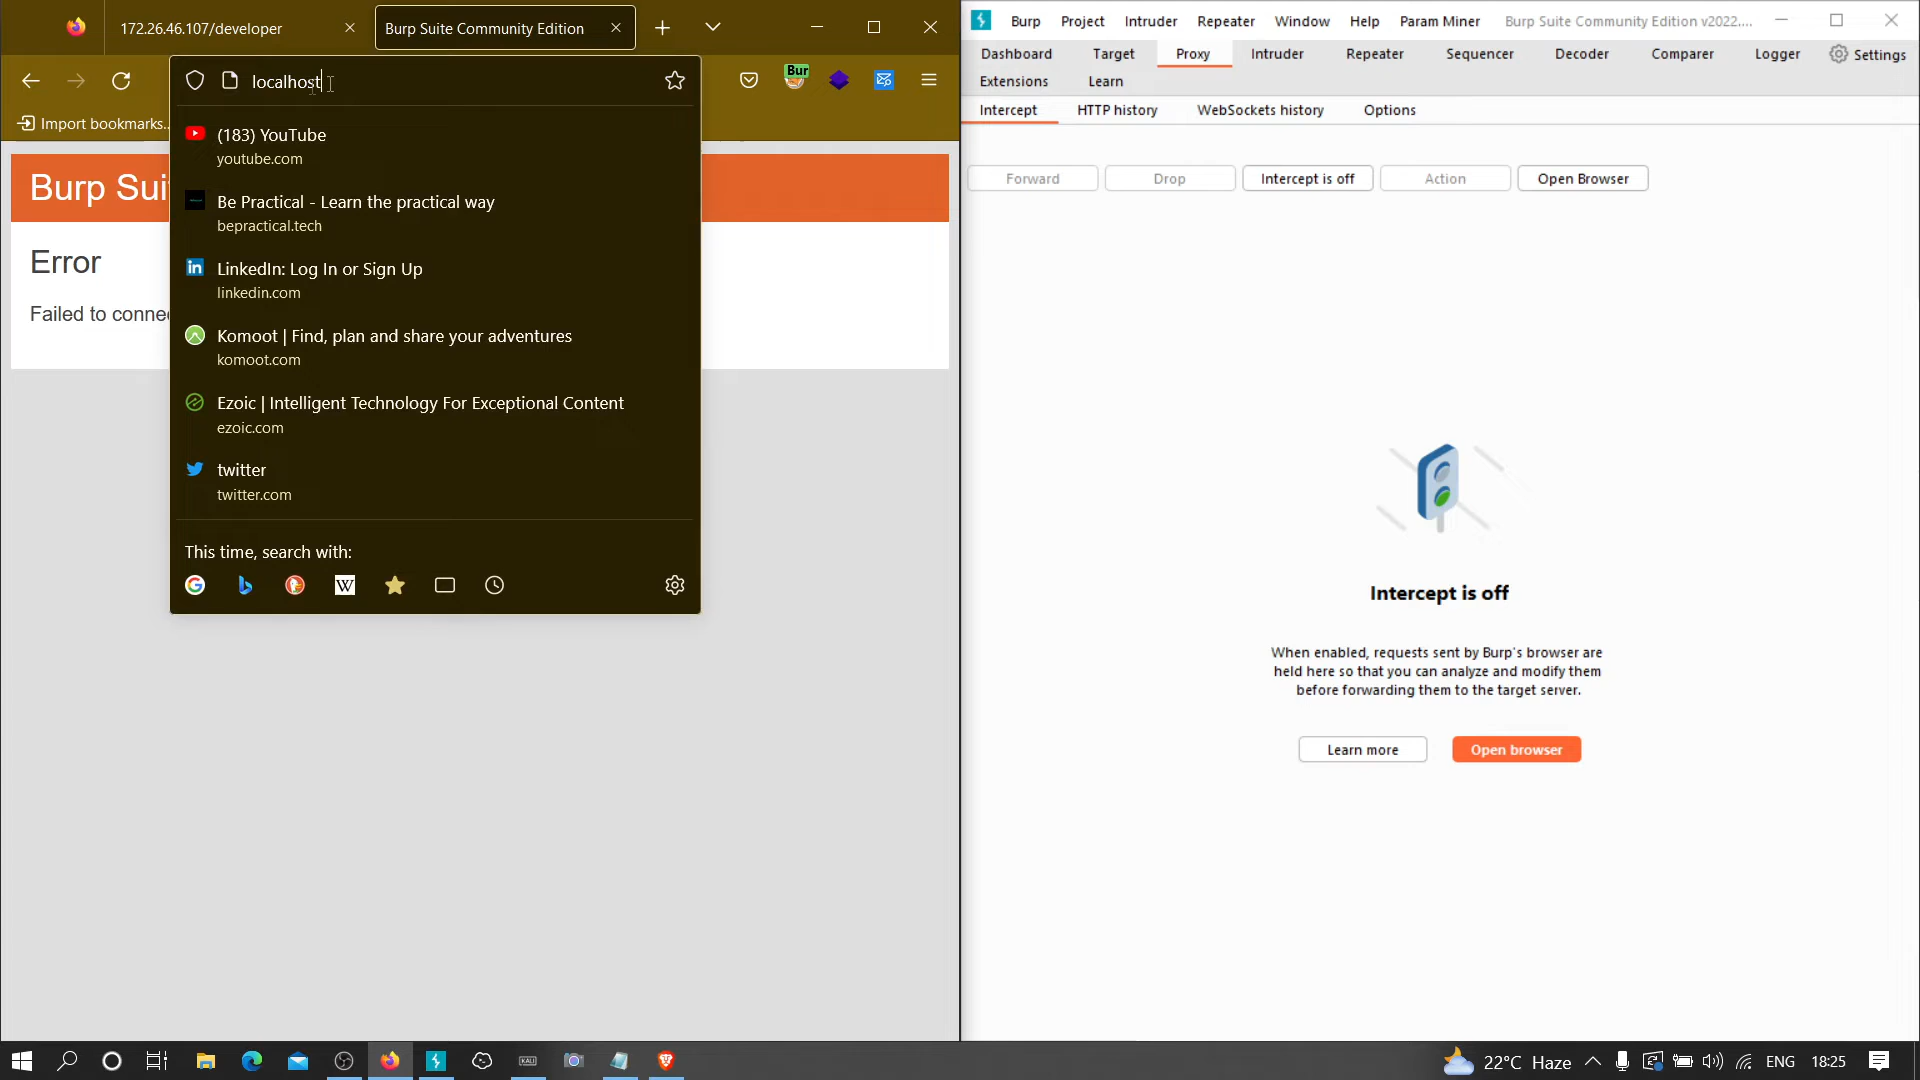 172.26.46.107/developer
Burp Suite Community Edition
localhost
Bur
Import bookmarks...
Burp Sui
Error
Failed to conne
(183) YouTube
youtube.com
Be Practical - Learn the practical way
bepractical.tech
LinkedIn: Log In or Sign Up
linkedin.com
Komoot | Find, plan and share your adventures
komoot.com
Ezoic | Intelligent Technology For Exceptional Content
ezoic.com
twitter
twitter.com
This time, search with:
W
Burp Project Intruder Repeater Window Help Param Miner Burp Suite Community Edition v2022....
Dashboard Target Proxy Intruder Repeater Sequencer Decoder Comparer Logger Settings
Extensions Learn
Intercept HTTP history WebSockets history Options
Forward Drop Intercept is off Action Open Browser
Intercept is off
When enabled, requests sent by Burp's browser are
held here so that you can analyze and modify them
before forwarding them to the target server.
Learn more Open browser
22°C Haze ENG 18:25